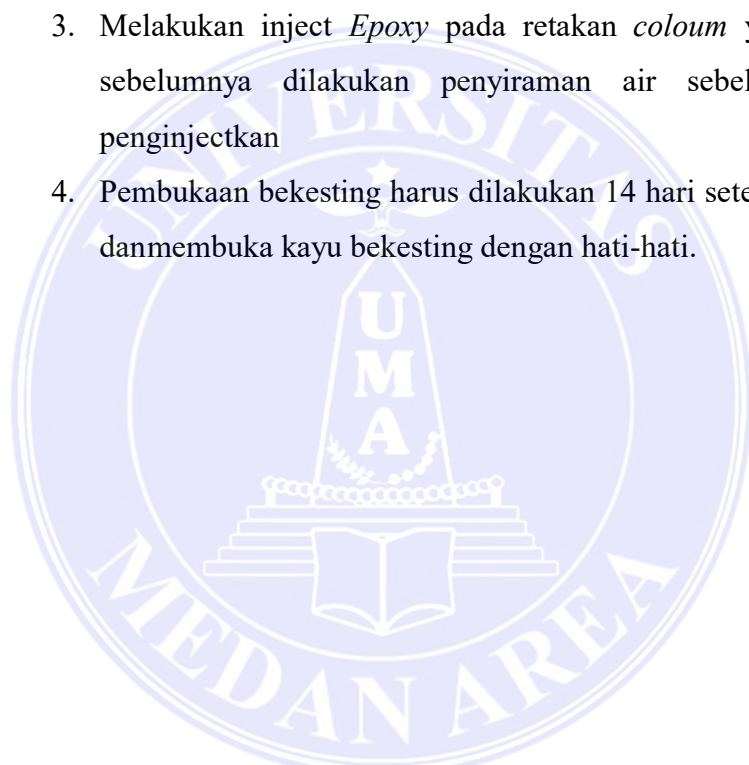 3. Melakukan inject Epoxy pada retakan coloum
sebelumnya dilakukan penyiraman air
penginjectkan
4. Pembukaan bekesting harus dilakukan 14 hari
danmembuka kayu bekesting dengan hati-hati.
UNIVERSITAS
UMA
MEDAN AREA